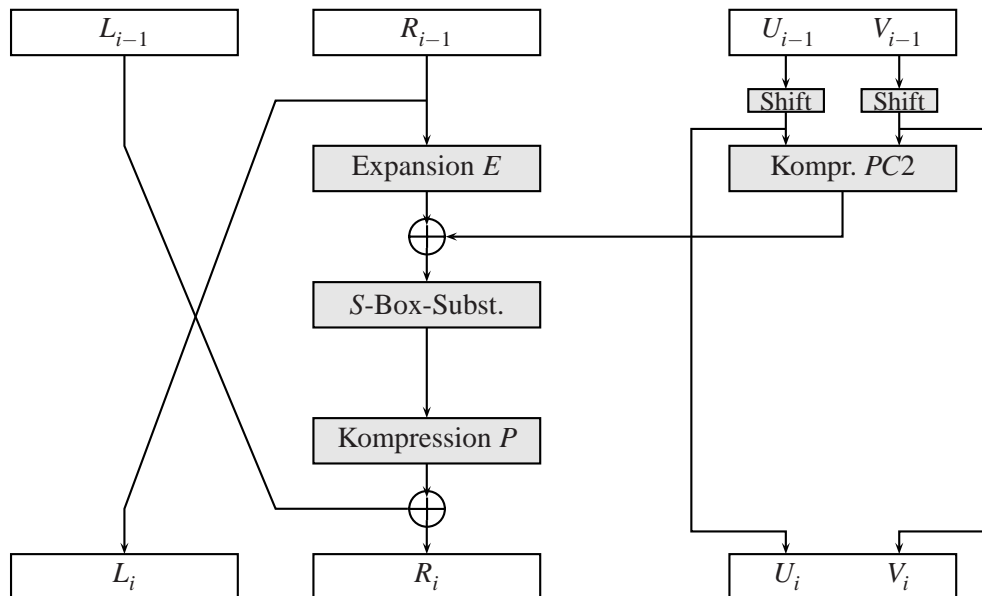 L_{i−1} R_{i−1} U_{i−1} V_{i−1}
Shift Shift
Expansion E Kompr. PC2
S-Box-Subst.
Kompression P
L_i R_i U_i V_i